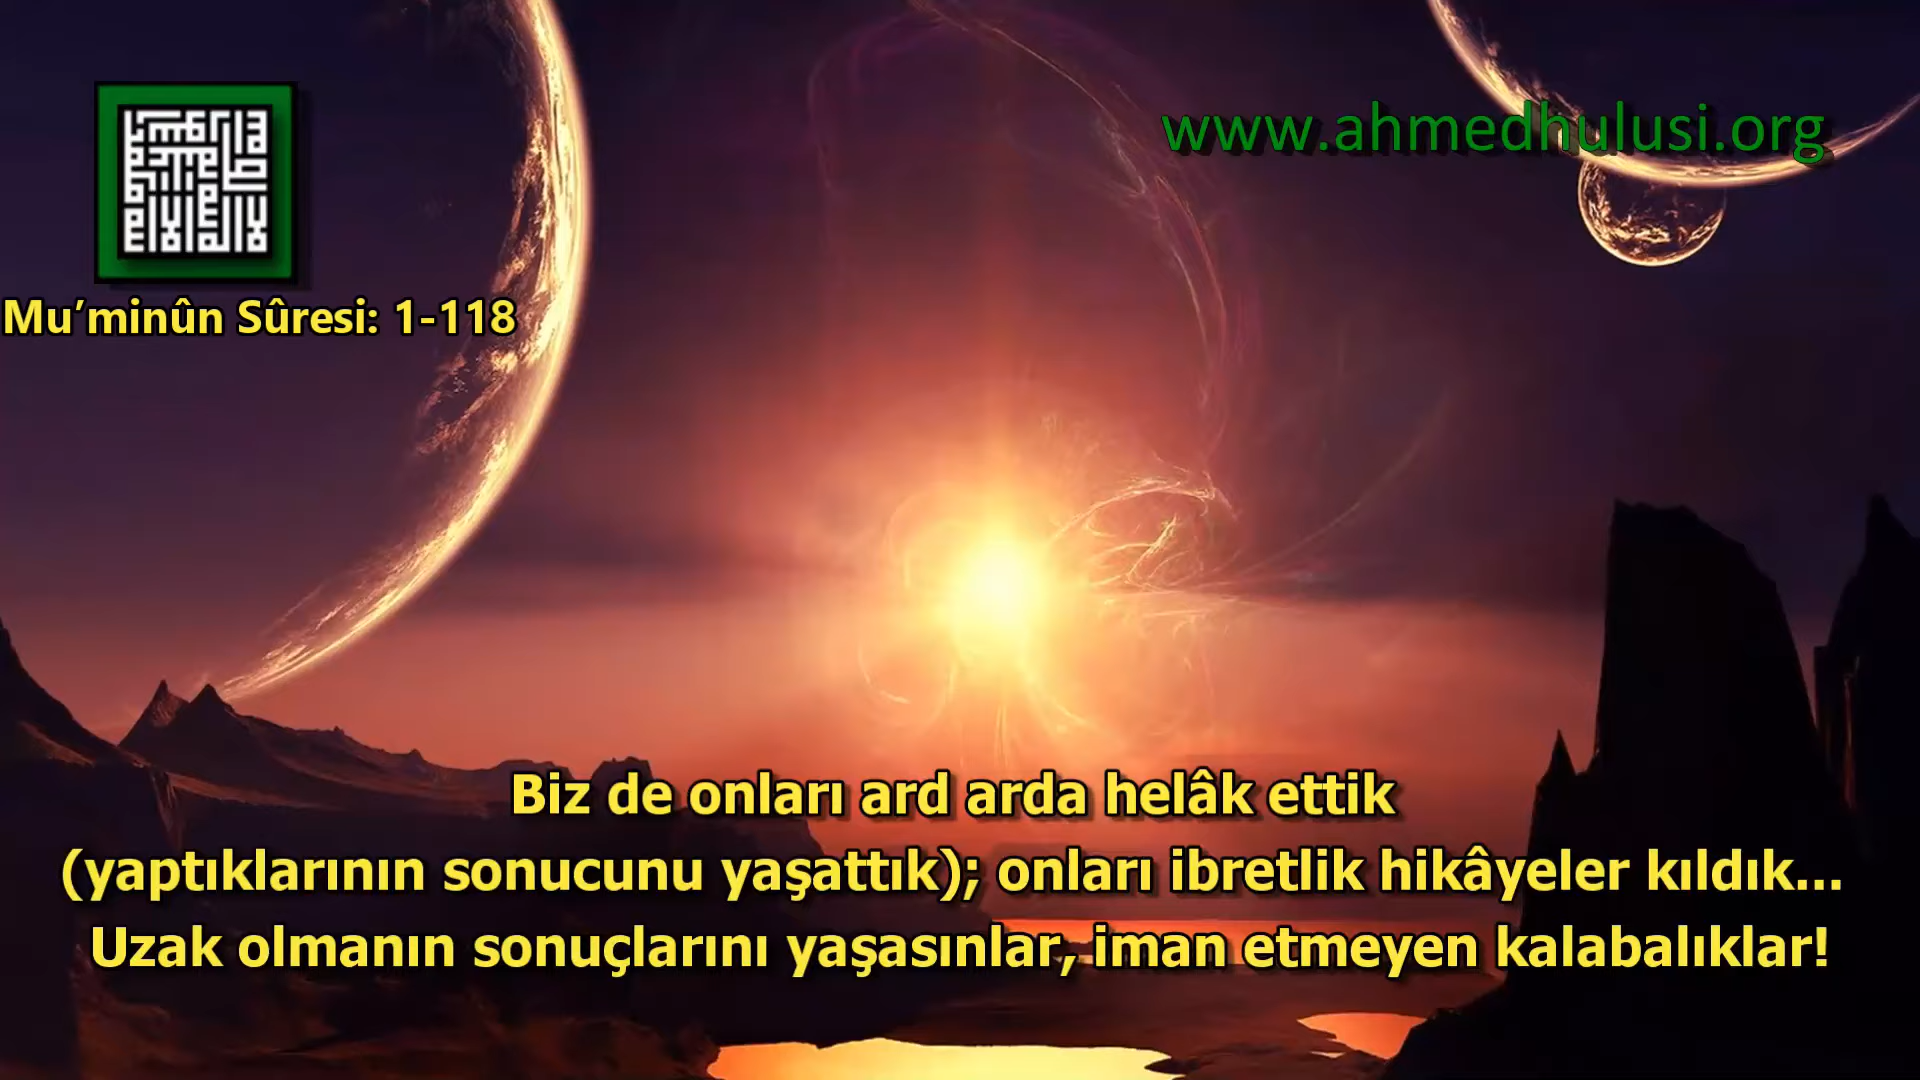 www.ahmedhulusi.org
Mu’minûn Sûresi: 1-118
Biz de onları ard arda helâk ettik
(yaptıklarının sonucunu yaşattık); onları ibretlik hikâyeler kıldık...
Uzak olmanın sonuçlarını yaşasınlar, iman etmeyen kalabalıklar!